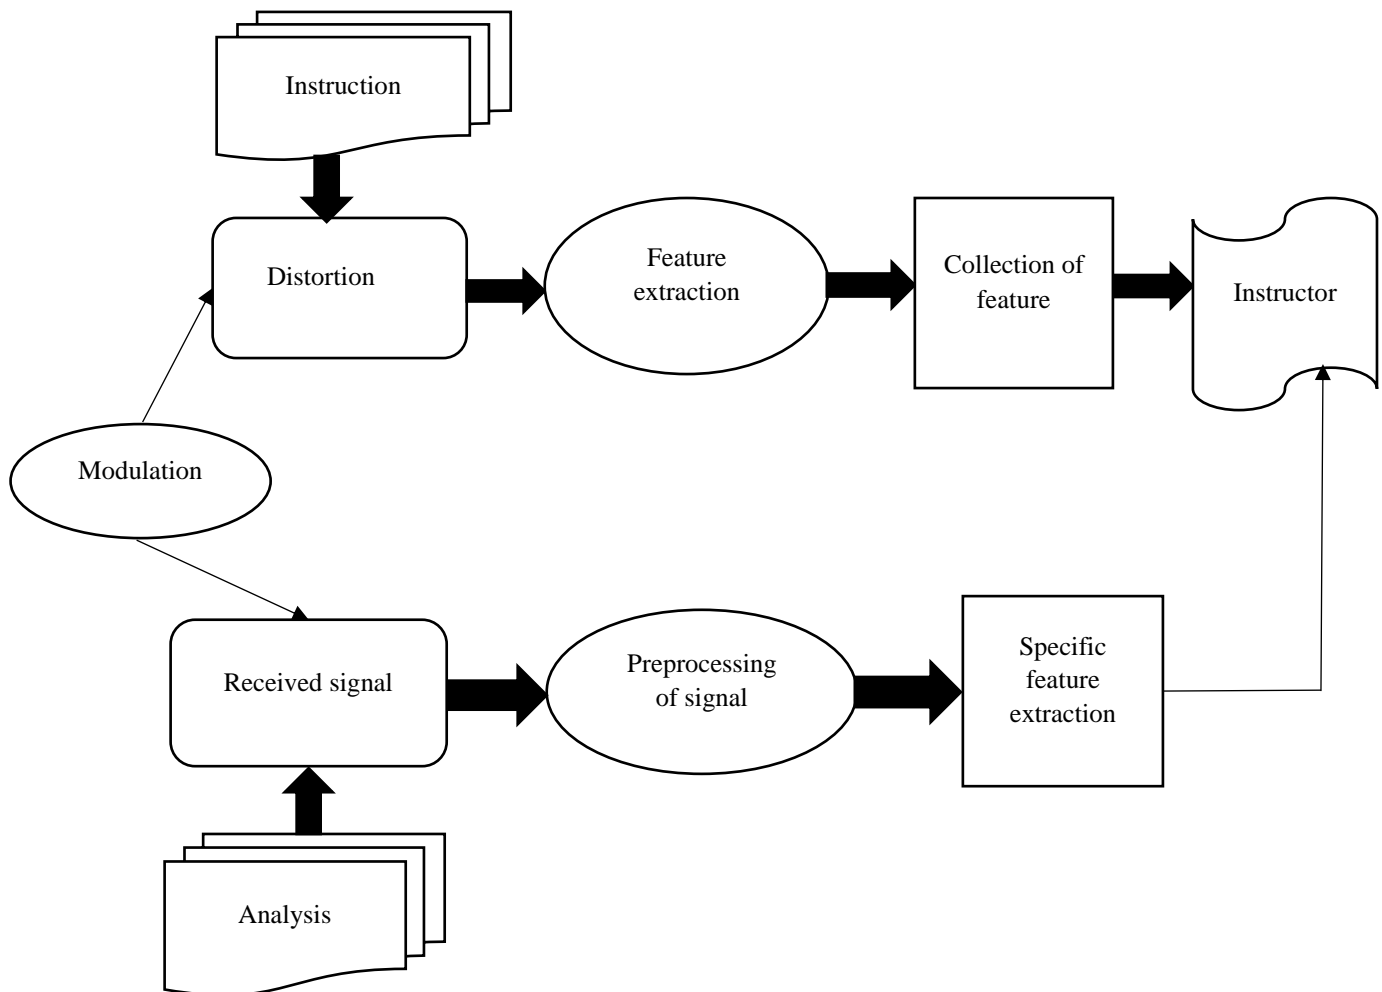 Instruction
Distortion
Feature
extraction
Collection of
feature
Instructor
Modulation
Received signal
Preprocessing
of signal
Specific
feature
extraction
Analysis